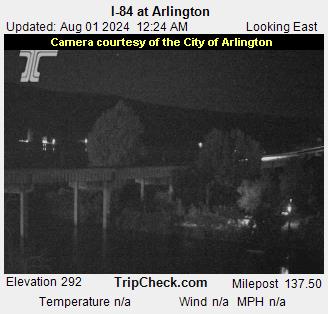 I-84 at Arlington
Updated: Aug 01 2024 12:24 AM Looking East
Camera courtesy of the City of Arlington
Elevation 292 TripCheck.com Milepost 137.50
Temperature n/a Wind n/a MPH n/a